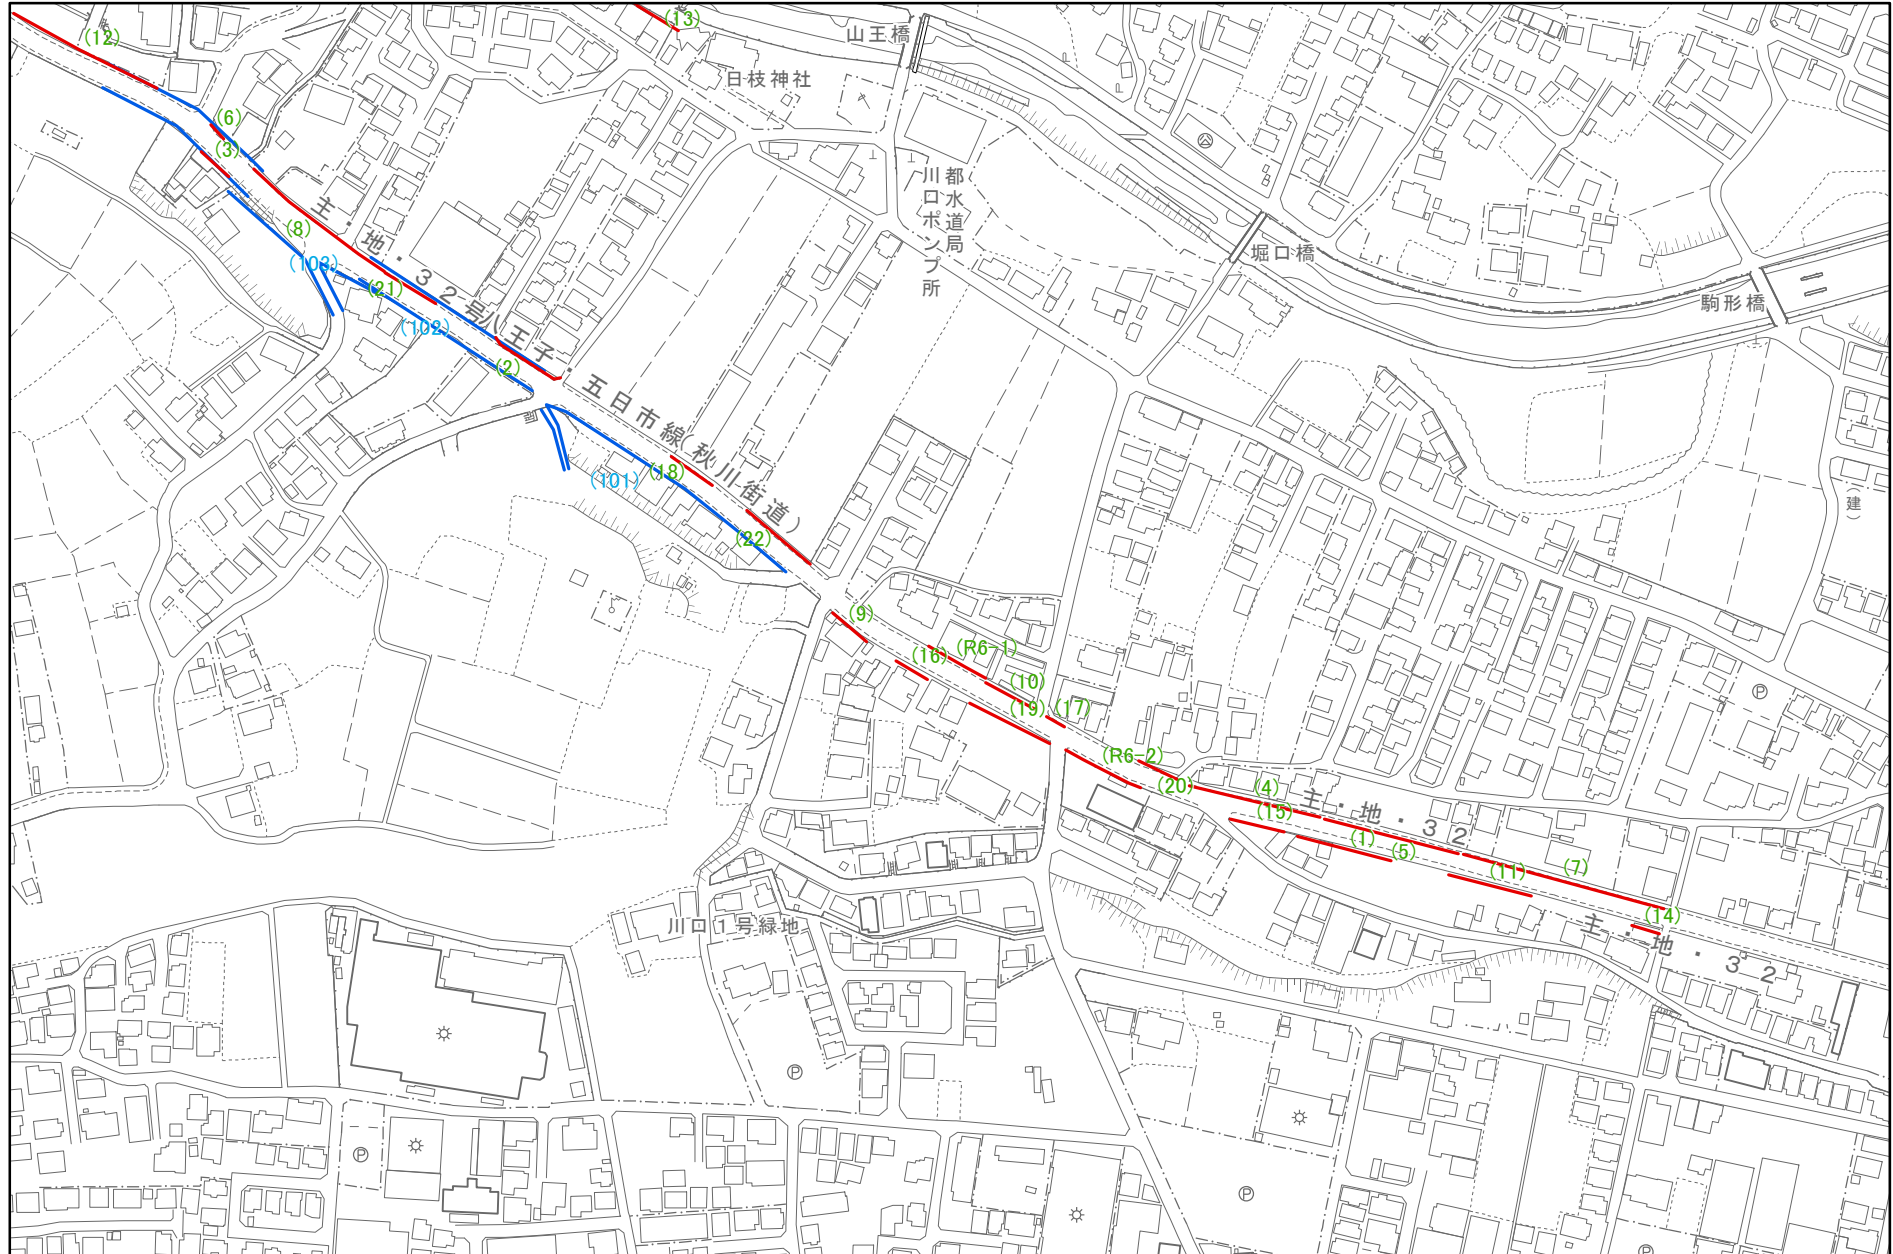 (13)
(12)
山王橋
日枝神社
(6)
(3)
都水道局
川口ポンプ所
主・地・32号八王子・五日市線(秋川街道)
(8)
堀口橋
(103)
(21)
駒形橋
(102)
(2)
(18)
(101)
建
(22)
(9)
(R6-1)
(16)
(10)
(19)
(17)
P
(R6-2)
(20)
(4)
主・地・32
(15)
(1)
(5)
(11)
(7)
(14)
川口1号緑地
主・地・32
P
P
P
P